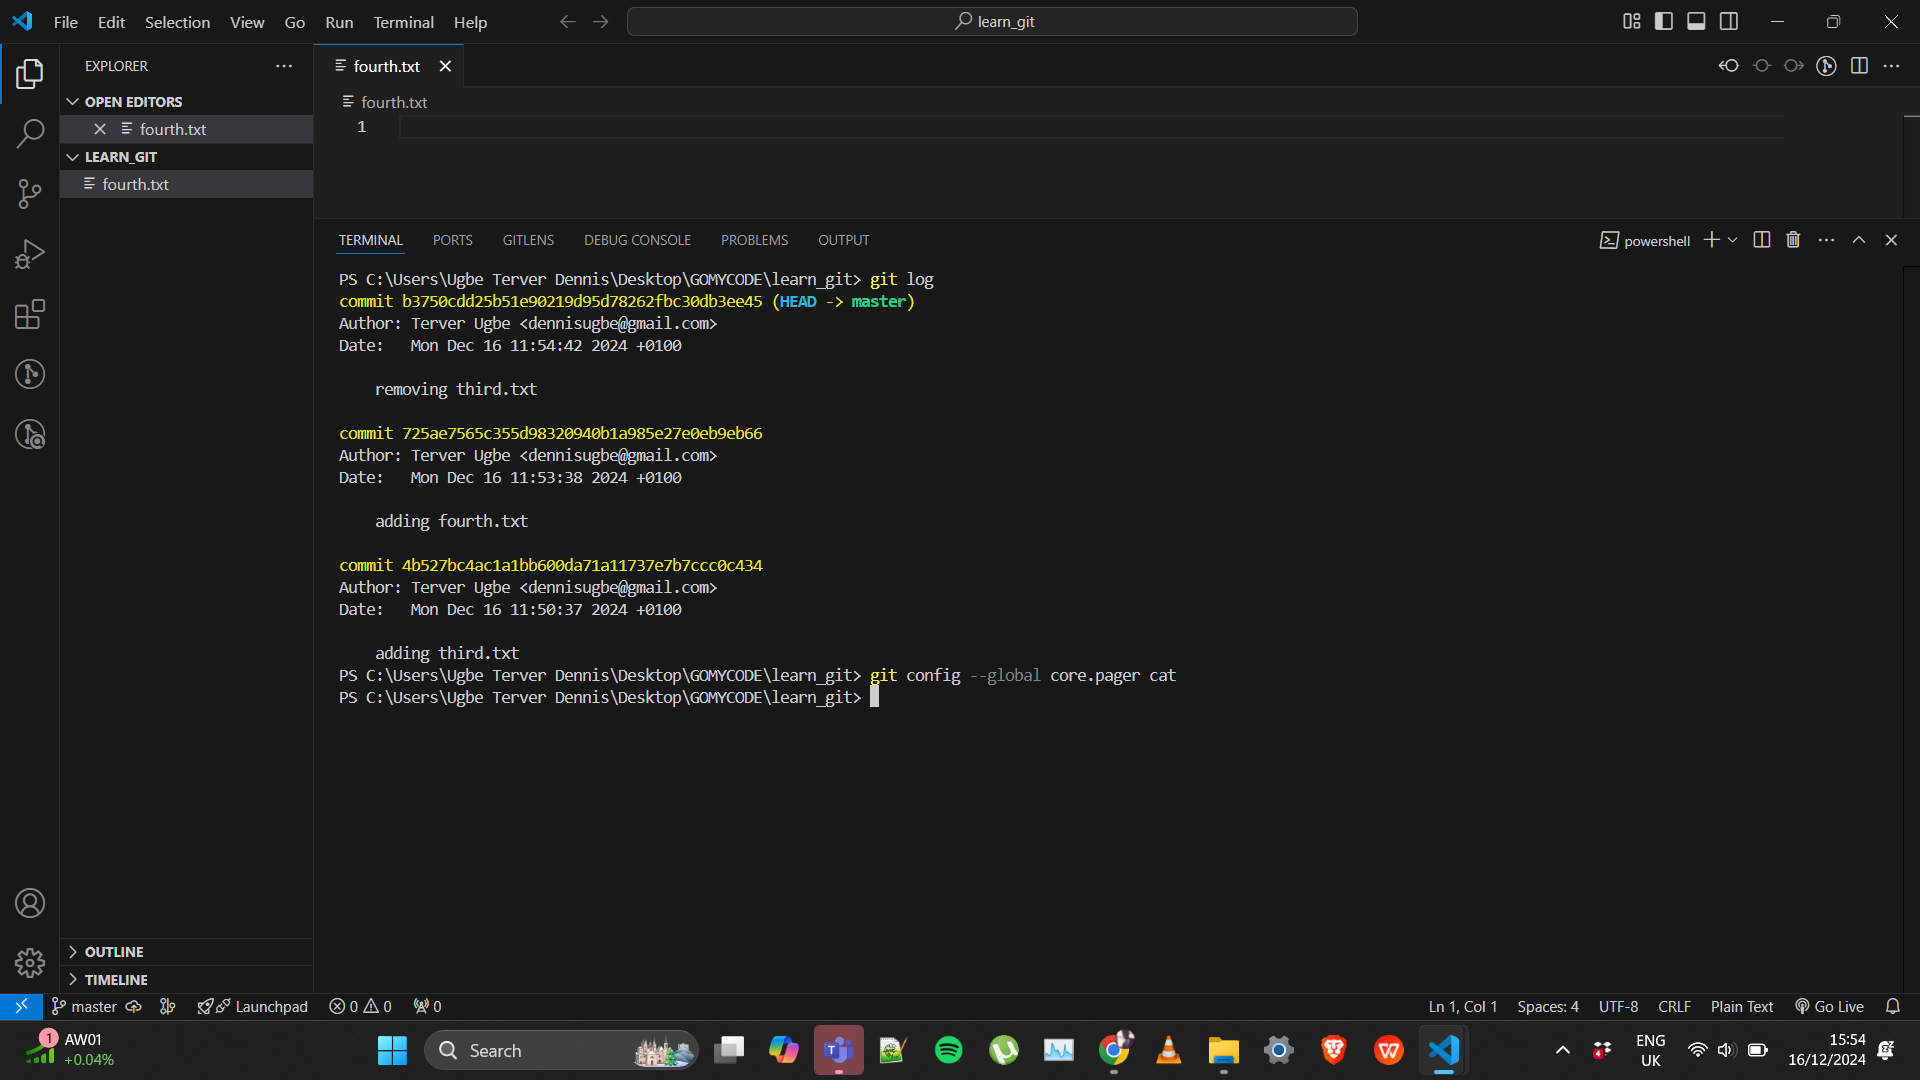 File Edit Selection View Go Run Terminal Help
learn_git
EXPLORER
OPEN EDITORS
fourth.txt
LEARN_GIT
fourth.txt
OUTLINE
TIMELINE
fourth.txt
fourth.txt
1
TERMINAL PORTS GITLENS DEBUG CONSOLE PROBLEMS OUTPUT
powershell
PS C:\Users\Ugbe Terver Dennis\Desktop\GOMYCODE\learn_git> git log
commit b3750cdd25b51e90219d95d78262fbc30db3ee45 (HEAD -> master)
Author: Terver Ugbe <dennisugbe@gmail.com>
Date:   Mon Dec 16 11:54:42 2024 +0100
removing third.txt
commit 725ae7565c355d98320940b1a985e27e0eb9eb66
Author: Terver Ugbe <dennisugbe@gmail.com>
Date:   Mon Dec 16 11:53:38 2024 +0100
adding fourth.txt
commit 4b527bc4ac1a1bb600da71a11737e7b7ccc0c434
Author: Terver Ugbe <dennisugbe@gmail.com>
Date:   Mon Dec 16 11:50:37 2024 +0100
adding third.txt
PS C:\Users\Ugbe Terver Dennis\Desktop\GOMYCODE\learn_git> git config --global core.pager cat
PS C:\Users\Ugbe Terver Dennis\Desktop\GOMYCODE\learn_git>
master Launchpad 0 0 0
Ln 1, Col 1 Spaces: 4 UTF-8 CRLF Plain Text Go Live
1
AW01
+0.04%
Search
4
ENG
UK
15:54
16/12/2024